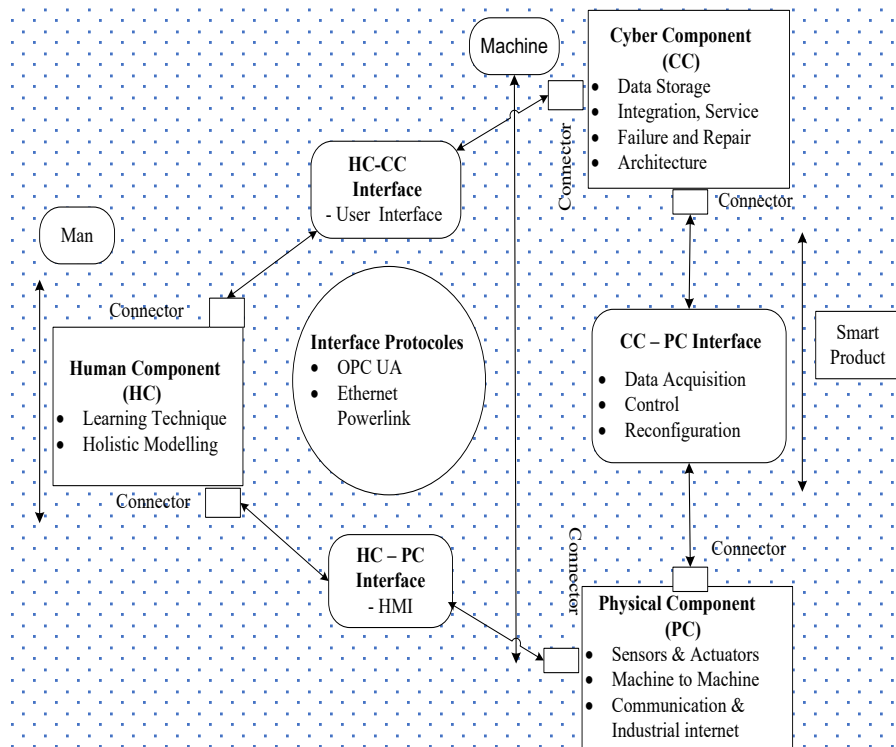 Machine
Cyber Component
(CC)
• Data Storage
• Integration, Service
• Failure and Repair
• Architecture
Connector
Connector
HC-CC
Interface
- User Interface
Man
Connector
Human Component
(HC)
• Learning Technique
• Holistic Modelling
Connector
Interface Protocoles
• OPC UA
• Ethernet
Powerlink
CC – PC Interface
• Data Acquisition
• Control
• Reconfiguration
Smart
Product
HC – PC
Interface
- HMI
Connector
Connector
Physical Component
(PC)
• Sensors & Actuators
• Machine to Machine
• Communication &
Industrial internet